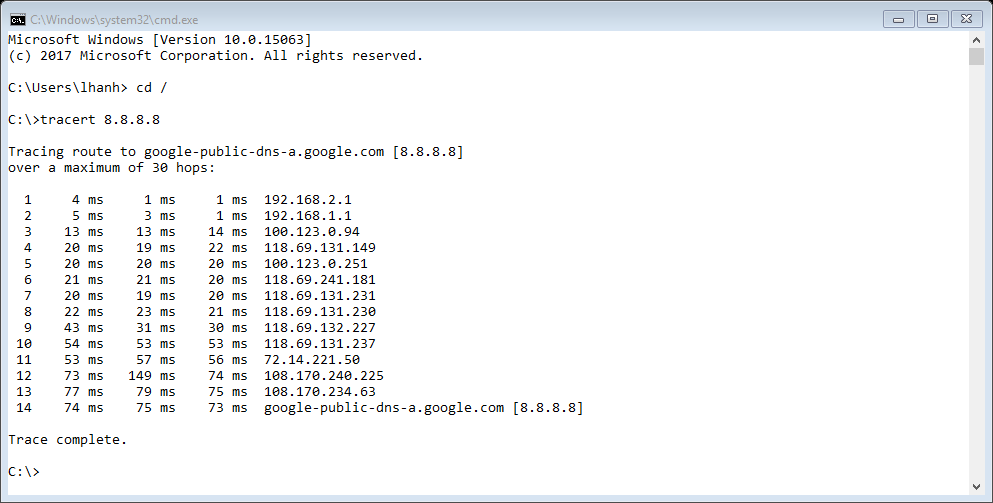 C:\Windows\system32\cmd.exe
Microsoft Windows [Version 10.0.15063]
(c) 2017 Microsoft Corporation. All rights reserved.
C:\Users\lhanh> cd /
C:\>tracert 8.8.8.8
Tracing route to google-public-dns-a.google.com [8.8.8.8]
over a maximum of 30 hops:
1 4 ms 1 ms 1 ms 192.168.2.1
2 5 ms 3 ms 1 ms 192.168.1.1
3 13 ms 13 ms 14 ms 100.123.0.94
4 20 ms 19 ms 22 ms 118.69.131.149
5 20 ms 20 ms 20 ms 100.123.0.251
6 21 ms 21 ms 20 ms 118.69.241.181
7 20 ms 19 ms 20 ms 118.69.131.231
8 22 ms 23 ms 21 ms 118.69.131.230
9 43 ms 31 ms 30 ms 118.69.132.227
10 54 ms 53 ms 53 ms 118.69.131.237
11 53 ms 57 ms 56 ms 72.14.221.50
12 73 ms 149 ms 74 ms 108.170.240.225
13 77 ms 79 ms 75 ms 108.170.234.63
14 74 ms 75 ms 73 ms google-public-dns-a.google.com [8.8.8.8]
Trace complete.
C:\>